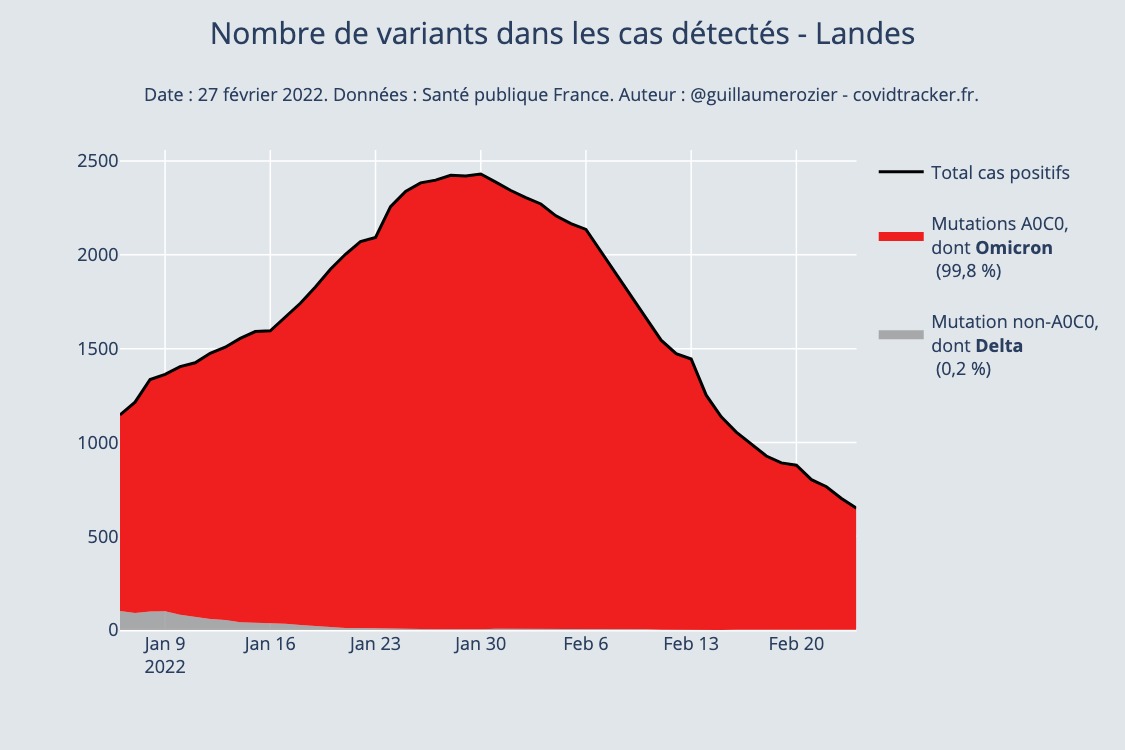 Nombre de variants dans les cas détectés - Landes
Date : 27 février 2022. Données : Santé publique France. Auteur : @guillaumerozier - covidtracker.fr.
2500
2000
1500
1000
500
0
Jan 9
2022
Jan 16
Jan 23
Jan 30
Feb 6
Feb 13
Feb 20
Total cas positifs
Mutations A0C0,
dont Omicron
(99,8 %)
Mutation non-A0C0,
dont Delta
(0,2 %)